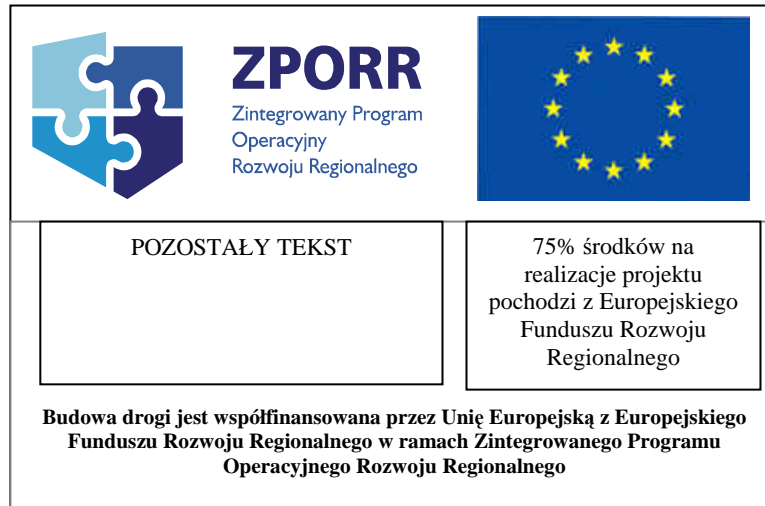 ZPORR
Zintegrowany Program
Operacyjny
Rozwoju Regionalnego
POZOSTAŁY TEKST
75% środków na
realizacje projektu
pochodzi z Europejskiego
Funduszu Rozwoju
Regionalnego
Budowa drogi jest współfinansowana przez Unię Europejską z Europejskiego
Funduszu Rozwoju Regionalnego w ramach Zintegrowanego Programu
Operacyjnego Rozwoju Regionalnego